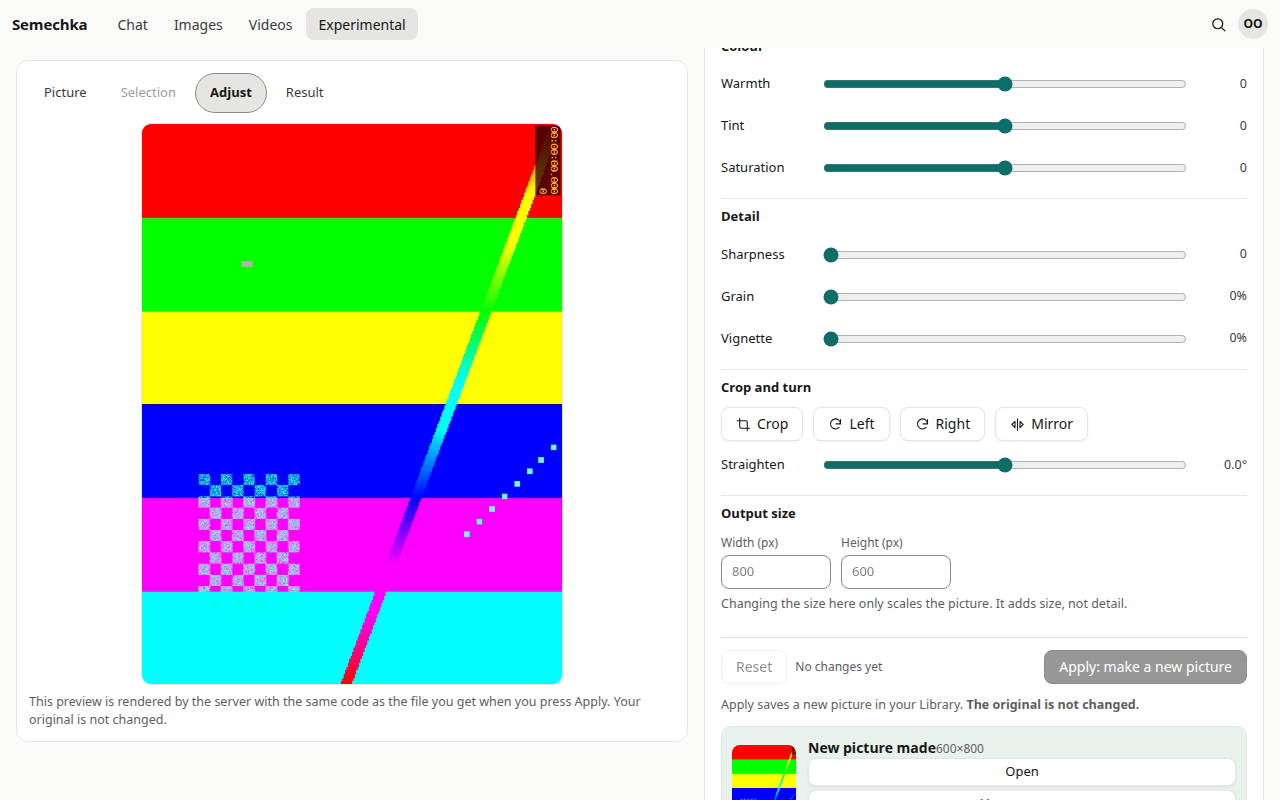 Semechka Chat Images Videos Experimental OO
Picture Selection Adjust Result
00:00:00.000
0
This preview is rendered by the server with the same code as the file you get when you press Apply. Your
original is not changed.
Colour
Warmth 0
Tint 0
Saturation 0
Detail
Sharpness 0
Grain 0%
Vignette 0%
Crop and turn
Crop Left Right Mirror
Straighten 0.0°
Output size
Width (px) Height (px)
800 600
Changing the size here only scales the picture. It adds size, not detail.
Reset No changes yet Apply: make a new picture
Apply saves a new picture in your Library. The original is not changed.
New picture made600×800
Open